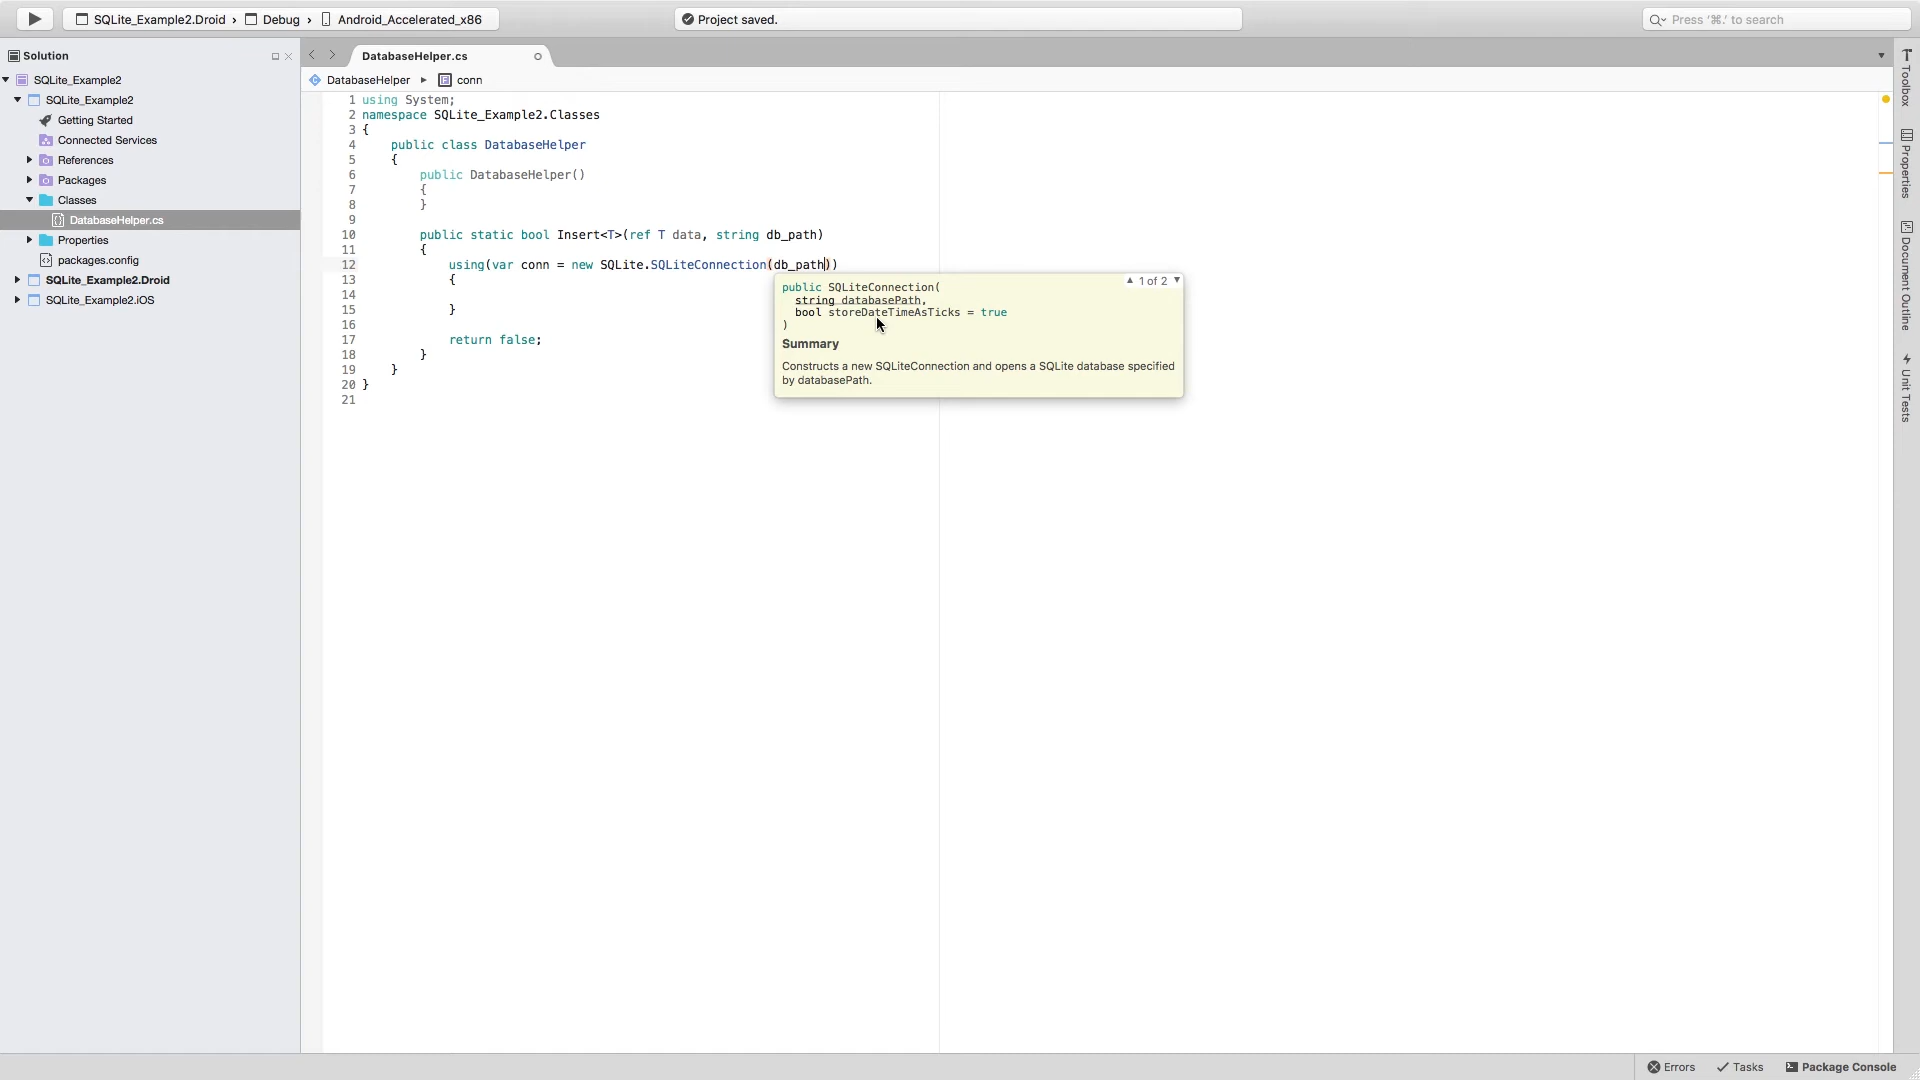 SQLite_Example2.Droid › Debug › Android_Accelerated_x86
Project saved.
Press ‘⌘.’ to search
Solution
SQLite_Example2
SQLite_Example2
Getting Started
Connected Services
References
Packages
Classes
DatabaseHelper.cs
Properties
packages.config
SQLite_Example2.Droid
SQLite_Example2.iOS
DatabaseHelper.cs
DatabaseHelper ▸ conn
1 using System;
2 namespace SQLite_Example2.Classes
3 {
4     public class DatabaseHelper
5     {
6         public DatabaseHelper()
7         {
8         }
9
10         public static bool Insert<T>(ref T data, string db_path)
11         {
12             using(var conn = new SQLite.SQLiteConnection(db_path))
13             {
14
15             }
16
17             return false;
18         }
19     }
20 }
21
▲ 1 of 2 ▼
public SQLiteConnection(
string databasePath,
bool storeDateTimeAsTicks = true
)
Summary
Constructs a new SQLiteConnection and opens a SQLite database specified
by databasePath.
Toolbox
Properties
Document Outline
Unit Tests
Errors
Tasks
Package Console